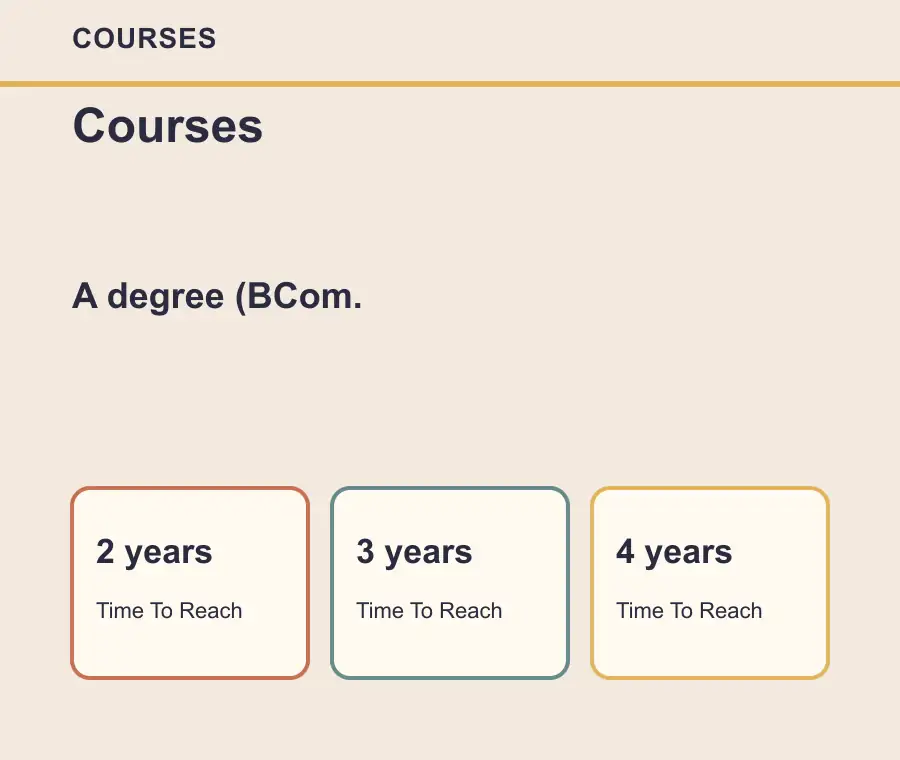 COURSES
Courses
A degree (BCom.
2 years
Time To Reach
3 years
Time To Reach
4 years
Time To Reach